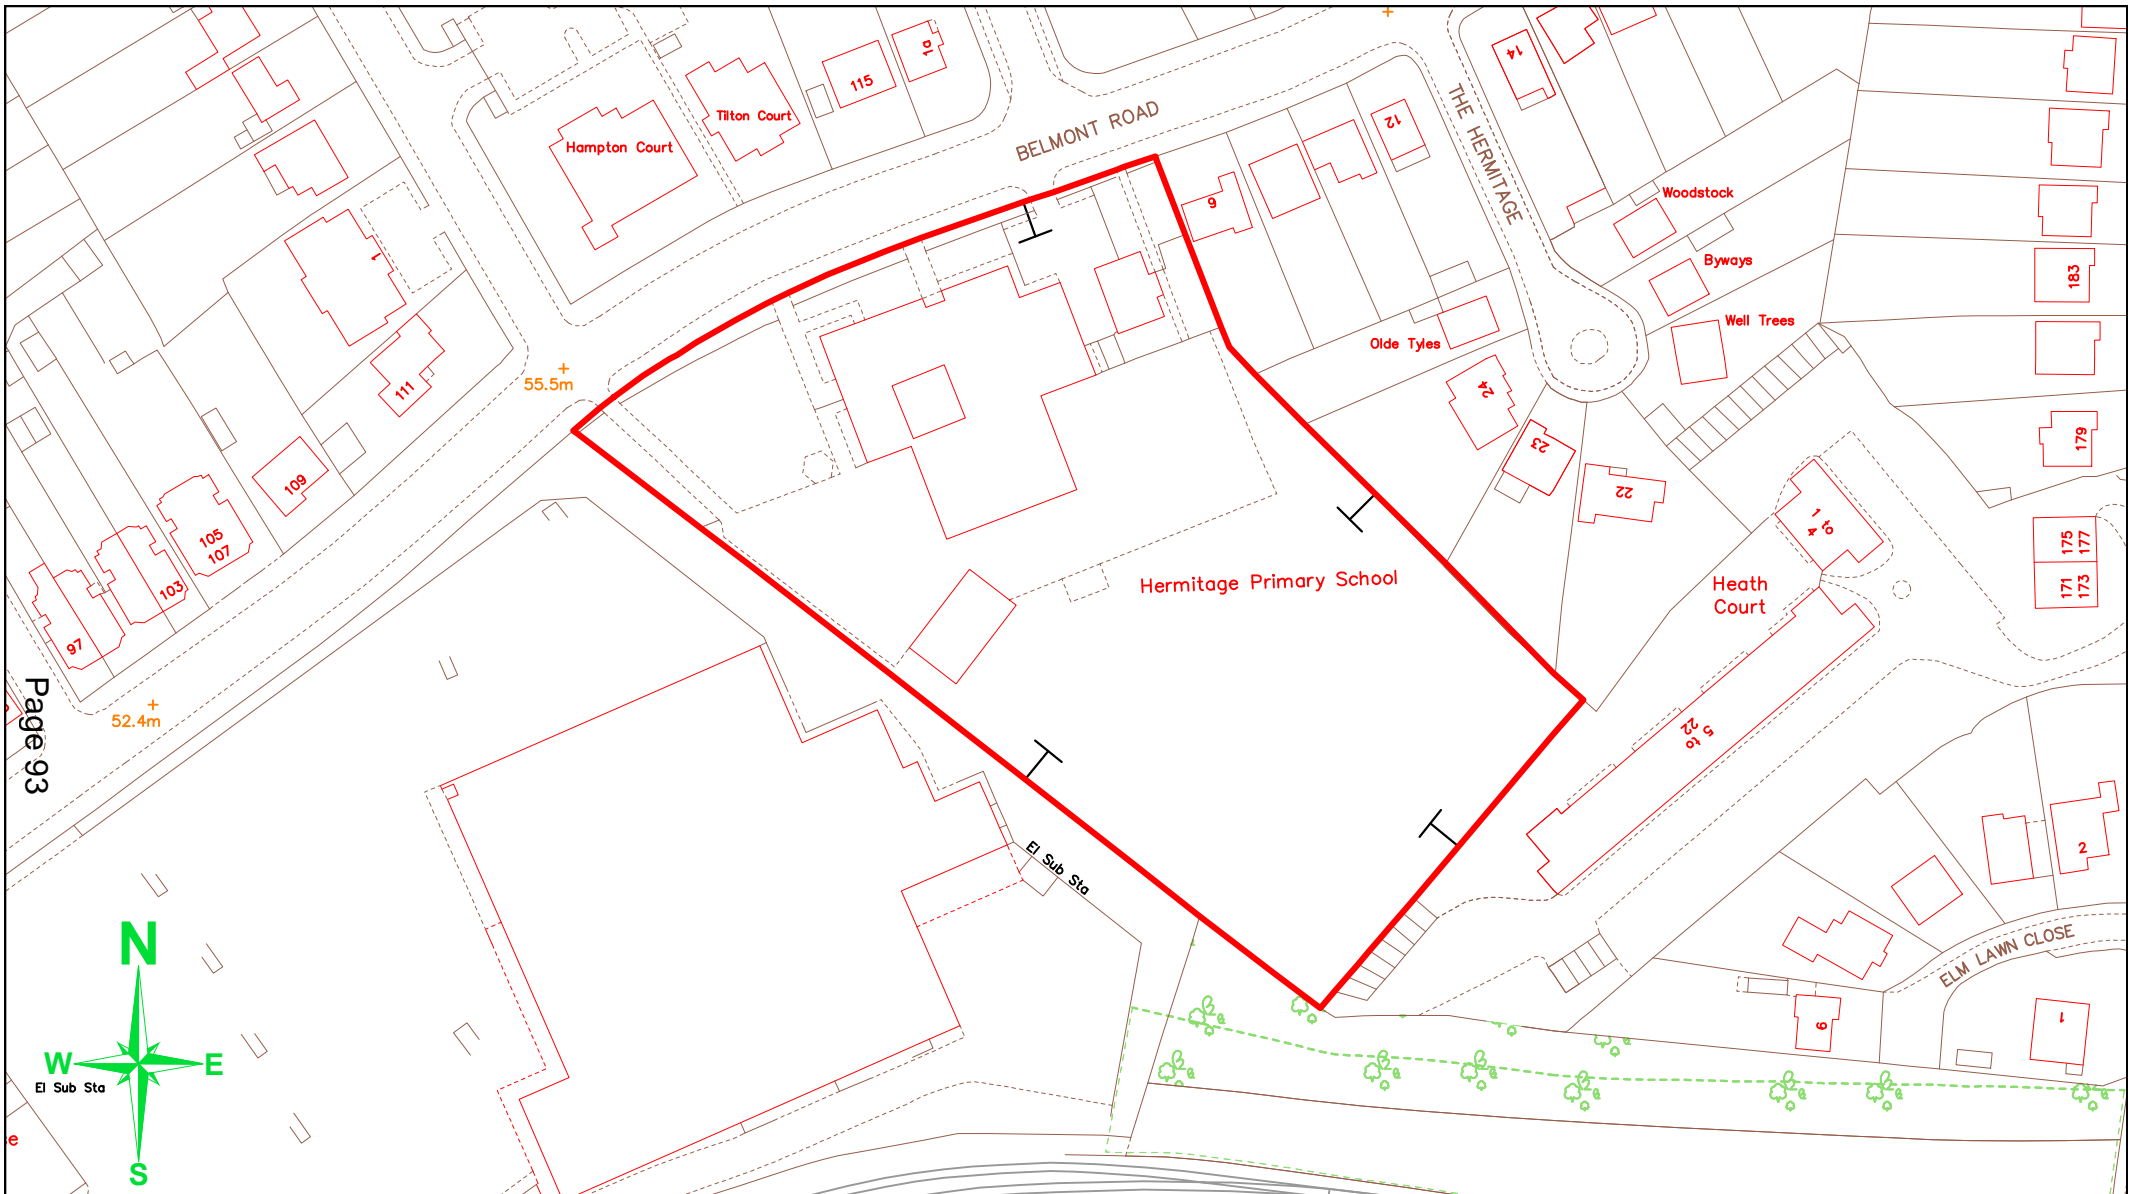 115
1a
14
Tilton Court
Hampton Court
BELMONT ROAD
12
THE HERMITAGE
Woodstock
9
1
Byways
183
Well Trees
Olde Tyles
55.5m
111
24
23
179
109
22
1 to
4
105
107
175
177
Hermitage Primary School
171
173
Heath
Court
103
97
Page 93
52.4m
5 to
22
2
El Sub Sta
N
ELM LAWN CLOSE
9
1
W
E
El Sub Sta
e
S